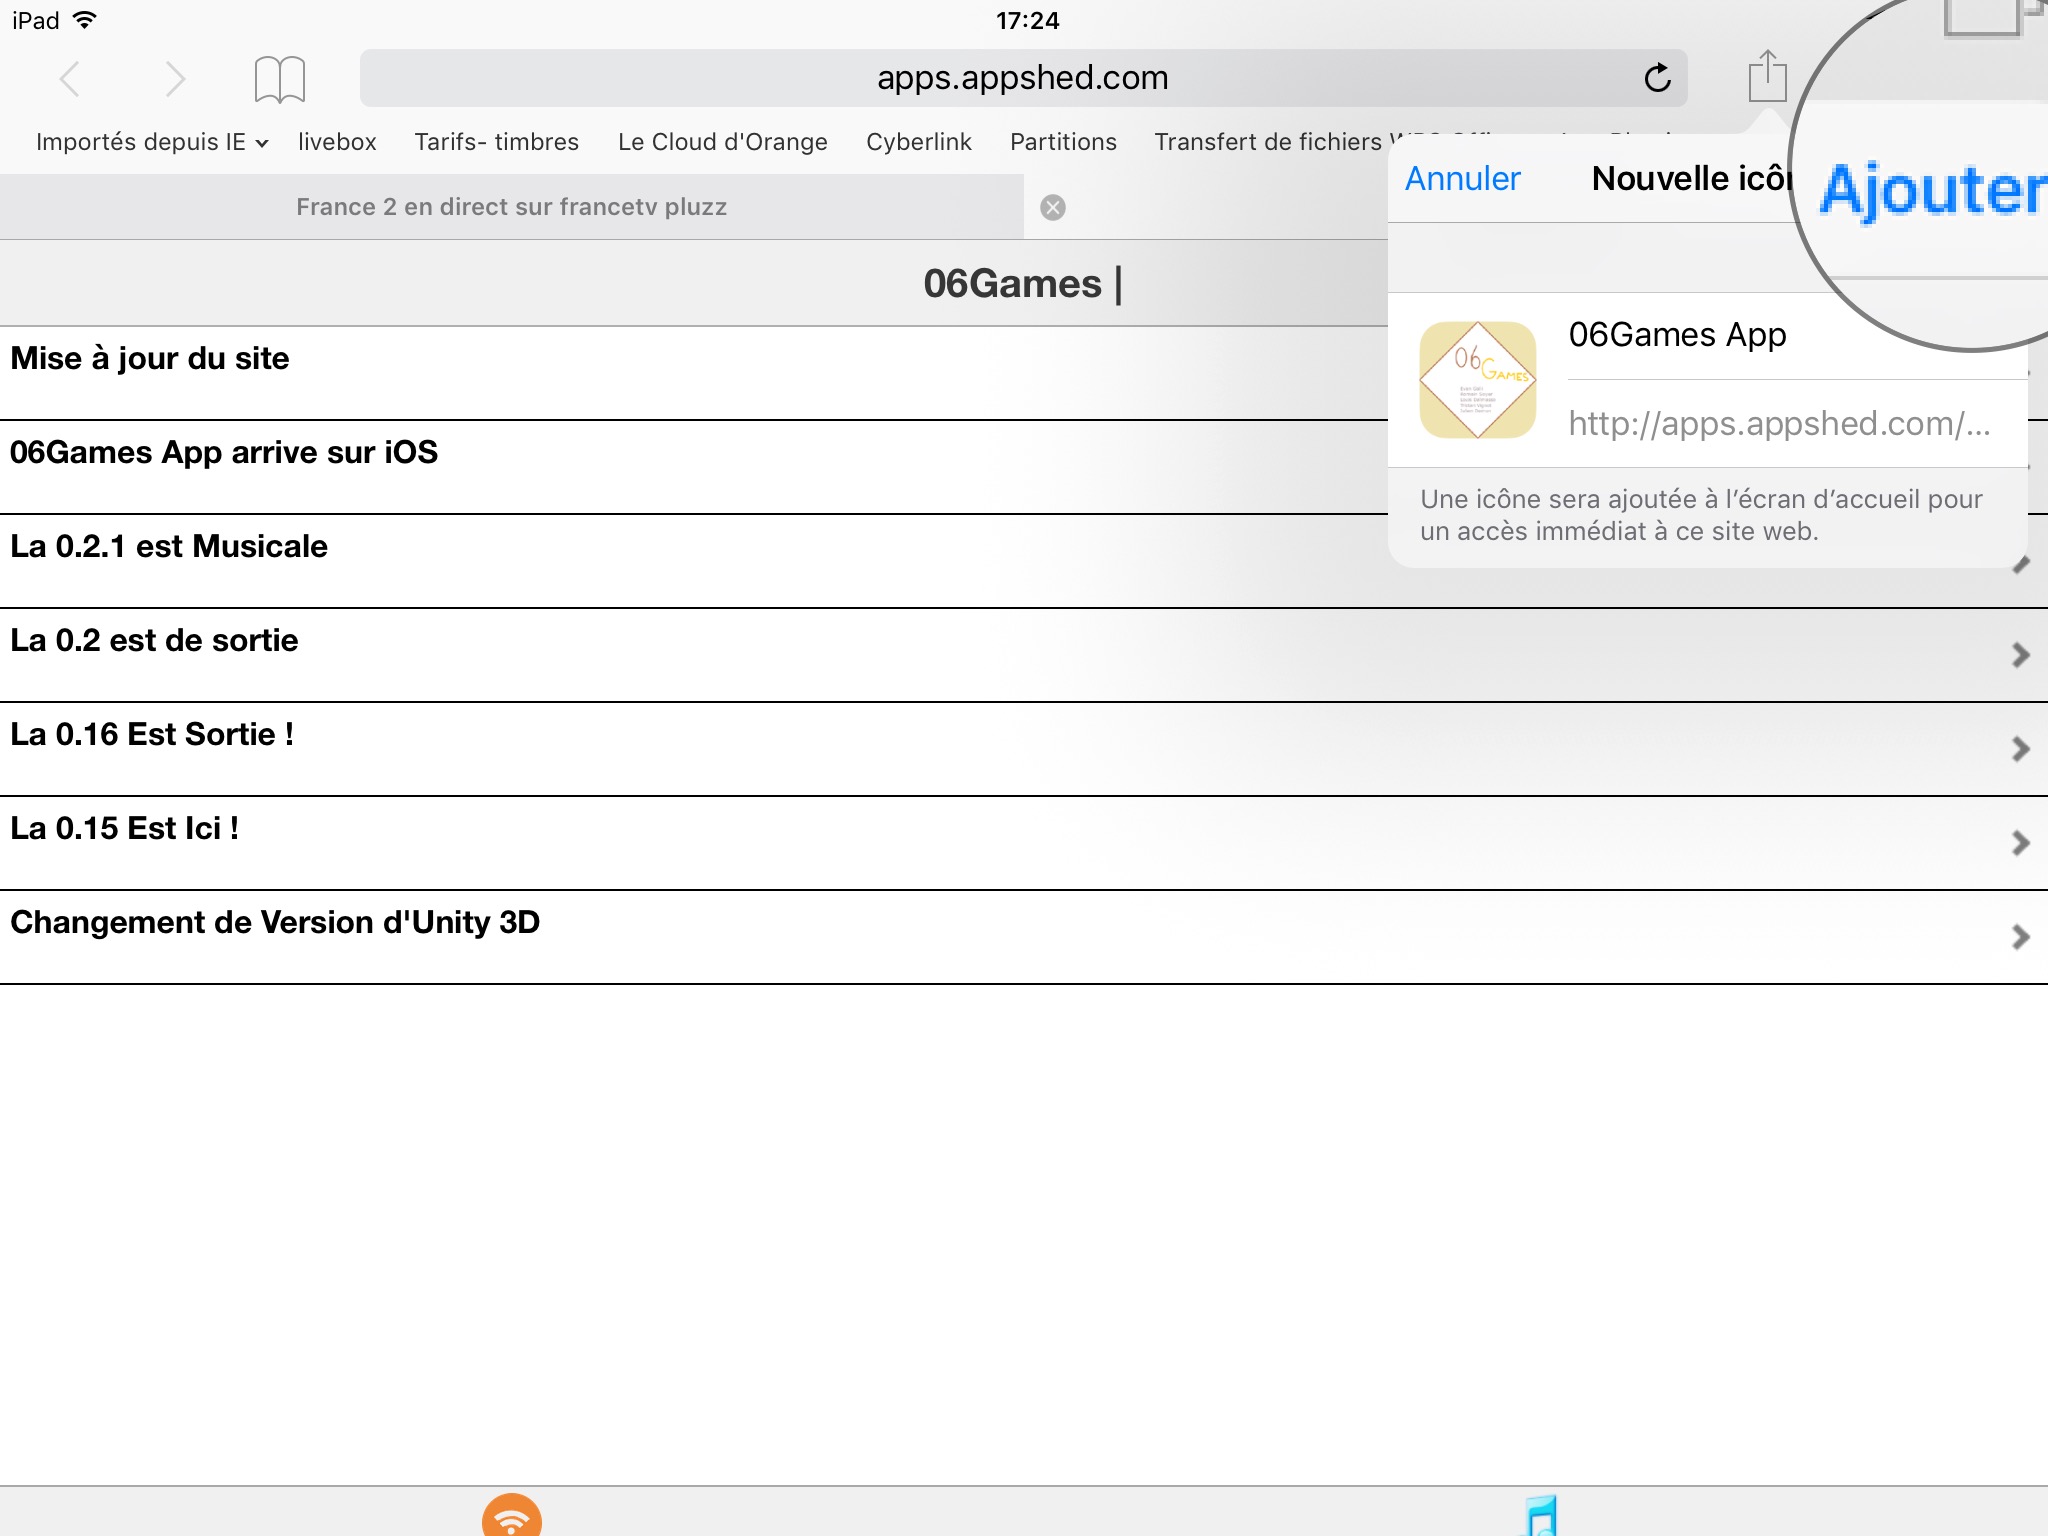 iPad
17:24
apps.appshed.com
Importés depuis IE
livebox
Tarifs- timbres
Le Cloud d'Orange
Cyberlink
Partitions
Transfert de fichiers
France 2 en direct sur francetv pluzz
Annuler
Nouvelle icôn
Ajouter
06Games |
06Games App
http://apps.appshed.com/...
Une icône sera ajoutée à l’écran d’accueil pour
un accès immédiat à ce site web.
06
GAMES
Mise à jour du site
06Games App arrive sur iOS
La 0.2.1 est Musicale
La 0.2 est de sortie
La 0.16 Est Sortie !
La 0.15 Est Ici !
Changement de Version d'Unity 3D